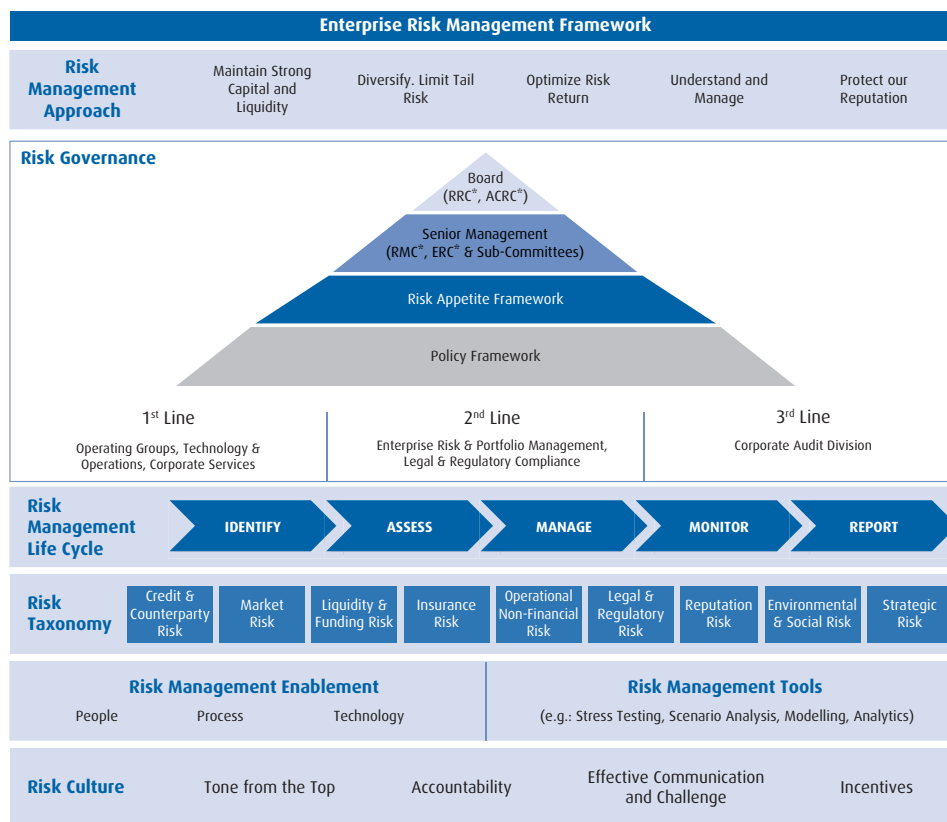 Enterprise Risk Management Framework
Risk
Management
Approach
Maintain Strong
Capital and
Liquidity
Diversify. Limit Tail
Risk
Optimize Risk
Return
Understand and
Manage
Protect our
Reputation
Risk Governance
Board
(RRC*, ACRC*)
Senior Management
(RMC*, ERC* & Sub-Committees)
Risk Appetite Framework
Policy Framework
1st Line
Operating Groups, Technology &
Operations, Corporate Services
2nd Line
Enterprise Risk & Portfolio Management,
Legal & Regulatory Compliance
3rd Line
Corporate Audit Division
Risk
Management
Life Cycle
IDENTIFY
ASSESS
MANAGE
MONITOR
REPORT
Risk
Taxonomy
Credit &
Counterparty
Risk
Market
Risk
Liquidity &
Funding Risk
Insurance
Risk
Operational
Non-Financial
Risk
Legal &
Regulatory
Risk
Reputation
Risk
Environmental
& Social Risk
Strategic
Risk
Risk Management Enablement
People
Process
Technology
Risk Management Tools
(e.g.: Stress Testing, Scenario Analysis, Modelling, Analytics)
Risk Culture
Tone from the Top
Accountability
Effective Communication
and Challenge
Incentives